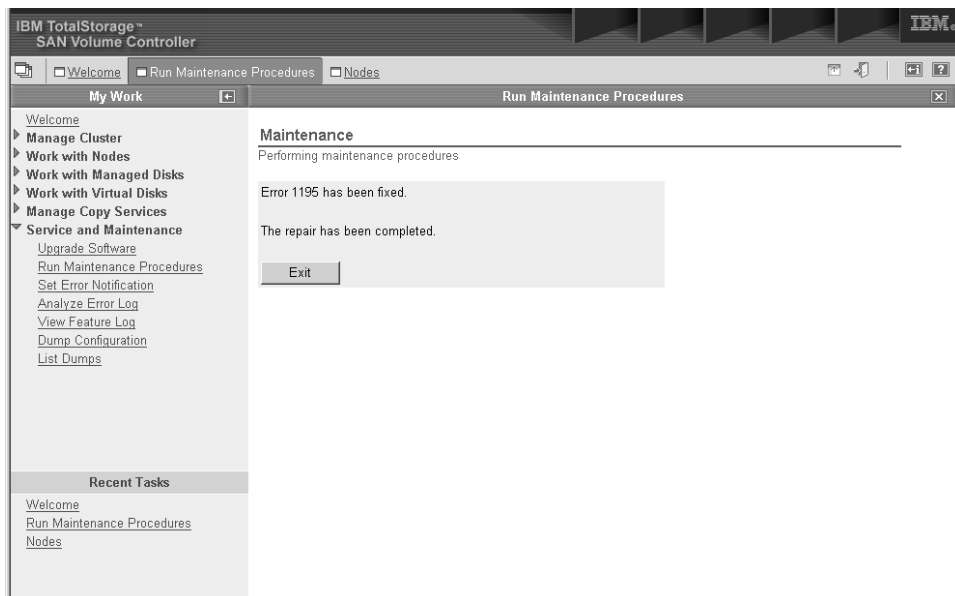 IBM TotalStorage™
SAN Volume Controller
IBM®
Welcome
Run Maintenance Procedures
Nodes
My Work
Run Maintenance Procedures
Welcome
Manage Cluster
Work with Nodes
Work with Managed Disks
Work with Virtual Disks
Manage Copy Services
Service and Maintenance
Upgrade Software
Run Maintenance Procedures
Set Error Notification
Analyze Error Log
View Feature Log
Dump Configuration
List Dumps
Recent Tasks
Welcome
Run Maintenance Procedures
Nodes
Maintenance
Performing maintenance procedures
Error 1195 has been fixed.
The repair has been completed.
Exit